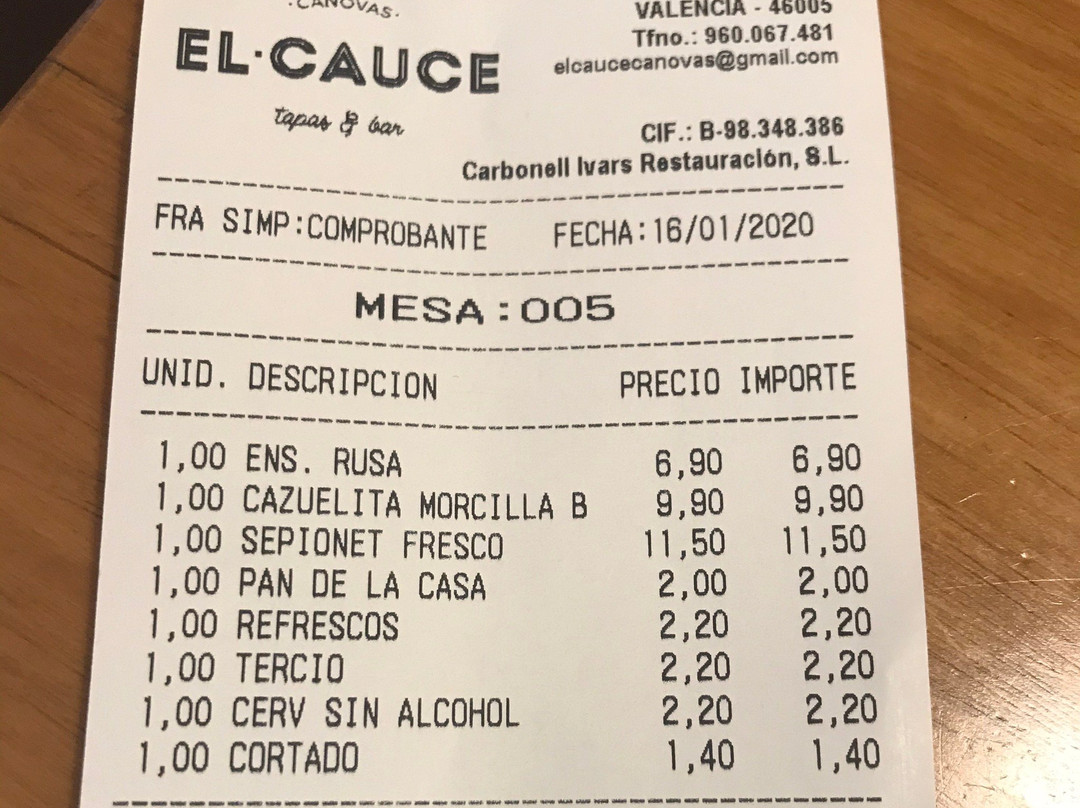 ·CANOVAS·
EL·CAUCE
tapas & bar
VALENCIA - 46005
Tfno.: 960.067.481
elcaucecanovas@gmail.com
CIF.: B-98.348.386
Carbonell Ivars Restauración, S.L.
FRA SIMP:COMPROBANTE FECHA:16/01/2020
MESA:005
UNID. DESCRIPCION PRECIO IMPORTE
1,00 ENS. RUSA 6,90 6,90
1,00 CAZUELITA MORCILLA B 9,90 9,90
1,00 SEPIONET FRESCO 11,50 11,50
1,00 PAN DE LA CASA 2,00 2,00
1,00 REFRESCOS 2,20 2,20
1,00 TERCIO 2,20 2,20
1,00 CERV SIN ALCOHOL 2,20 2,20
1,00 CORTADO 1,40 1,40